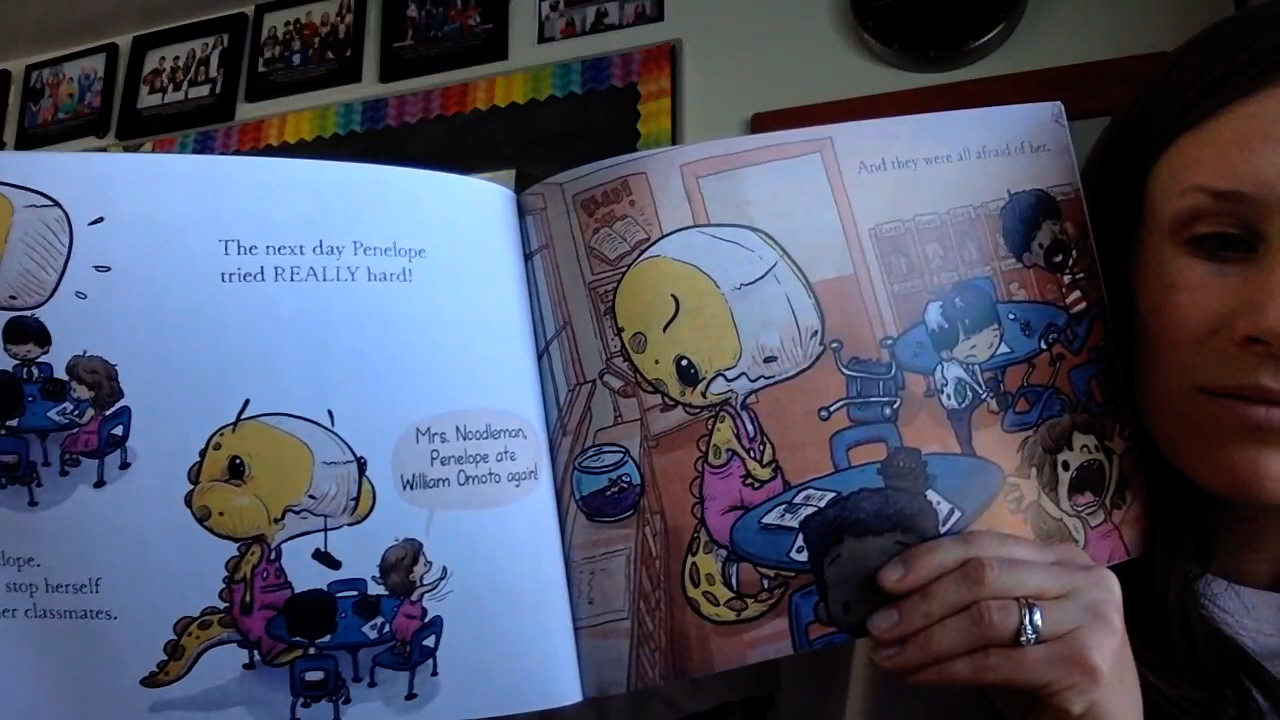 The next day Penelope
tried REALLY hard!
Mrs. Noodleman,
Penelope ate
William Omoto again!
lope.
stop herself
er classmates.
And they were all afraid of her.
READ!